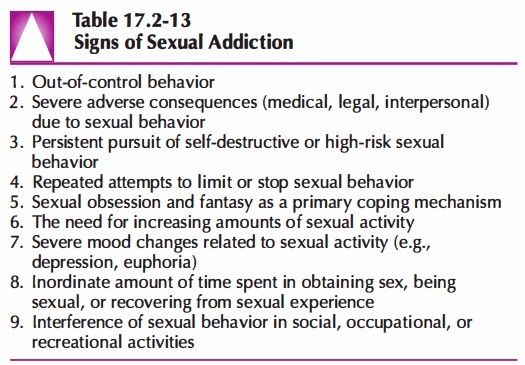 Table 17.2-13
Signs of Sexual Addiction
1. Out-of-control behavior
2. Severe adverse consequences (medical, legal, interpersonal)
due to sexual behavior
3. Persistent pursuit of self-destructive or high-risk sexual
behavior
4. Repeated attempts to limit or stop sexual behavior
5. Sexual obsession and fantasy as a primary coping mechanism
6. The need for increasing amounts of sexual activity
7. Severe mood changes related to sexual activity (e.g.,
depression, euphoria)
8. Inordinate amount of time spent in obtaining sex, being
sexual, or recovering from sexual experience
9. Interference of sexual behavior in social, occupational, or
recreational activities